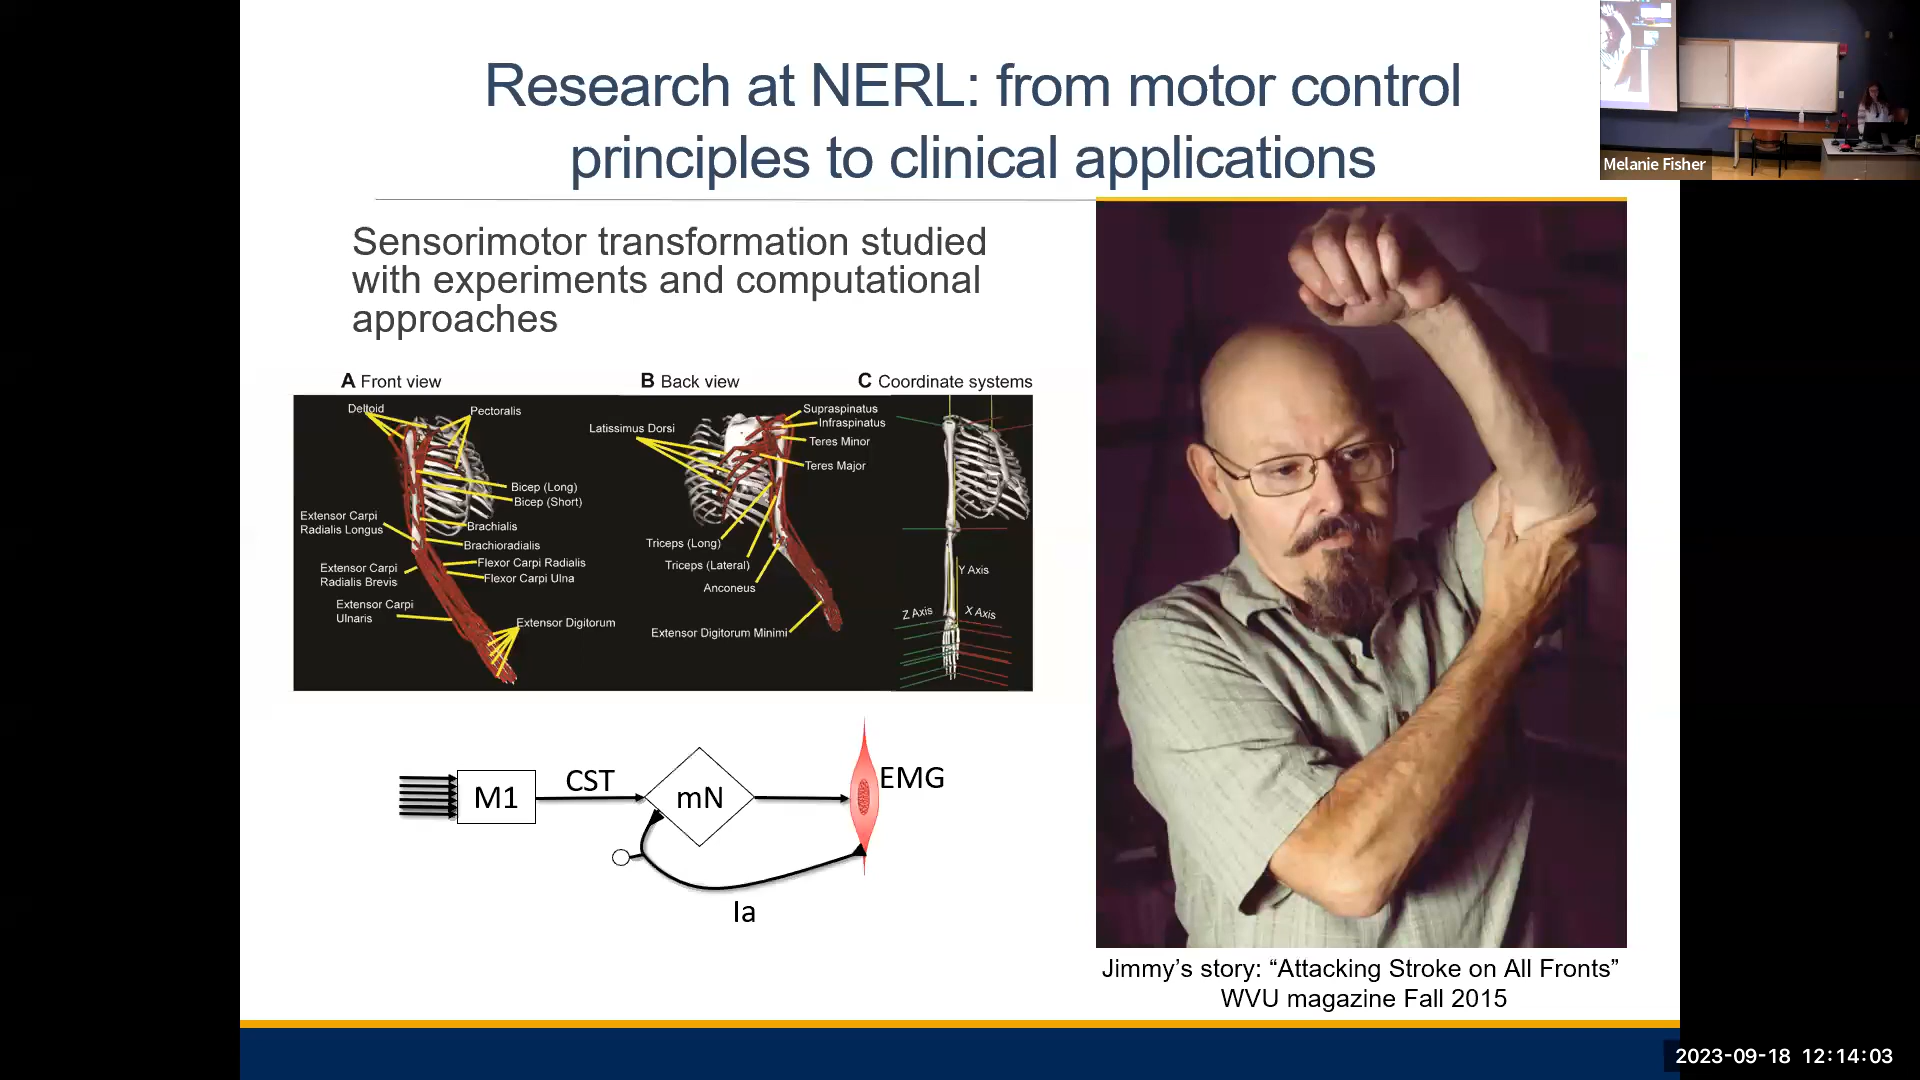 Research at NERL: from motor control
principles to clinical applications
Melanie Fisher
Sensorimotor transformation studied
with experiments and computational
approaches
A Front view
B Back view
C Coordinate systems
Deltoid
Pectoralis
Bicep (Long)
Bicep (Short)
Extensor Carpi
Radialis Longus
Brachialis
Brachioradialis
Flexor Carpi Radialis
Flexor Carpi Ulna
Extensor Carpi
Radialis Brevis
Extensor Carpi
Ulnaris
Extensor Digitorum
Latissimus Dorsi
Supraspinatus
Infraspinatus
Teres Minor
Teres Major
Triceps (Long)
Triceps (Lateral)
Anconeus
Extensor Digitorum Minimi
Y Axis
Z Axis
X Axis
M1
CST
mN
EMG
Ia
Jimmy’s story: “Attacking Stroke on All Fronts”
WVU magazine Fall 2015
2023-09-18 12:14:03